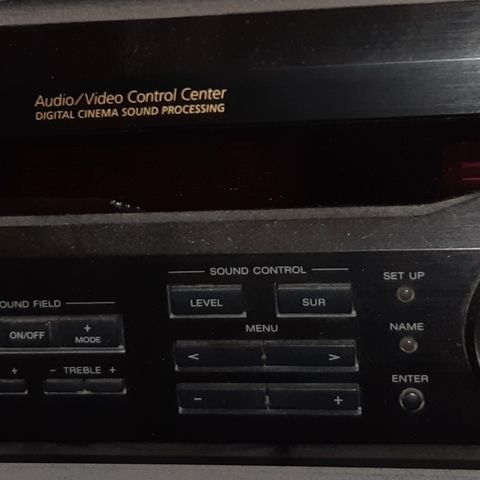 Audio/Video Control Center
DIGITAL CINEMA SOUND PROCESSING
SOUND CONTROL
SET UP
OUND FIELD
LEVEL
SUR
ON/OFF
+
MODE
MENU
NAME
<
>
+
- TREBLE +
ENTER
-
+